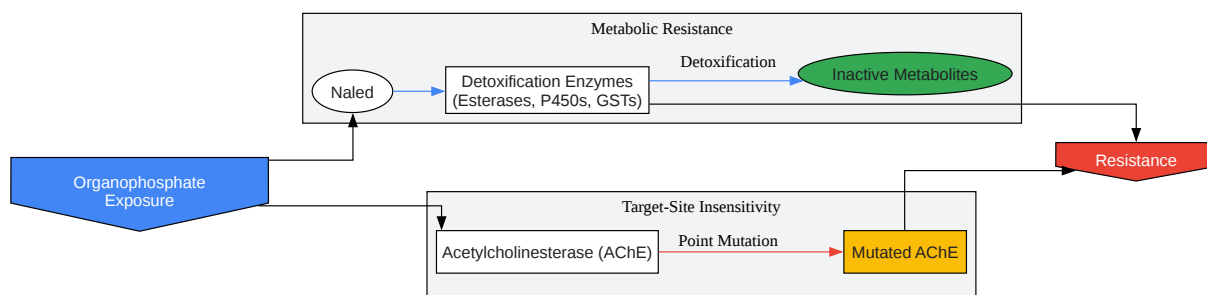 Metabolic Resistance
Naled
Detoxification Enzymes
(Esterases, P450s, GSTs)
Detoxification
Inactive Metabolites
Organophosphate
Exposure
Resistance
Target-Site Insensitivity
Acetylcholinesterase (AChE)
Point Mutation
Mutated AChE